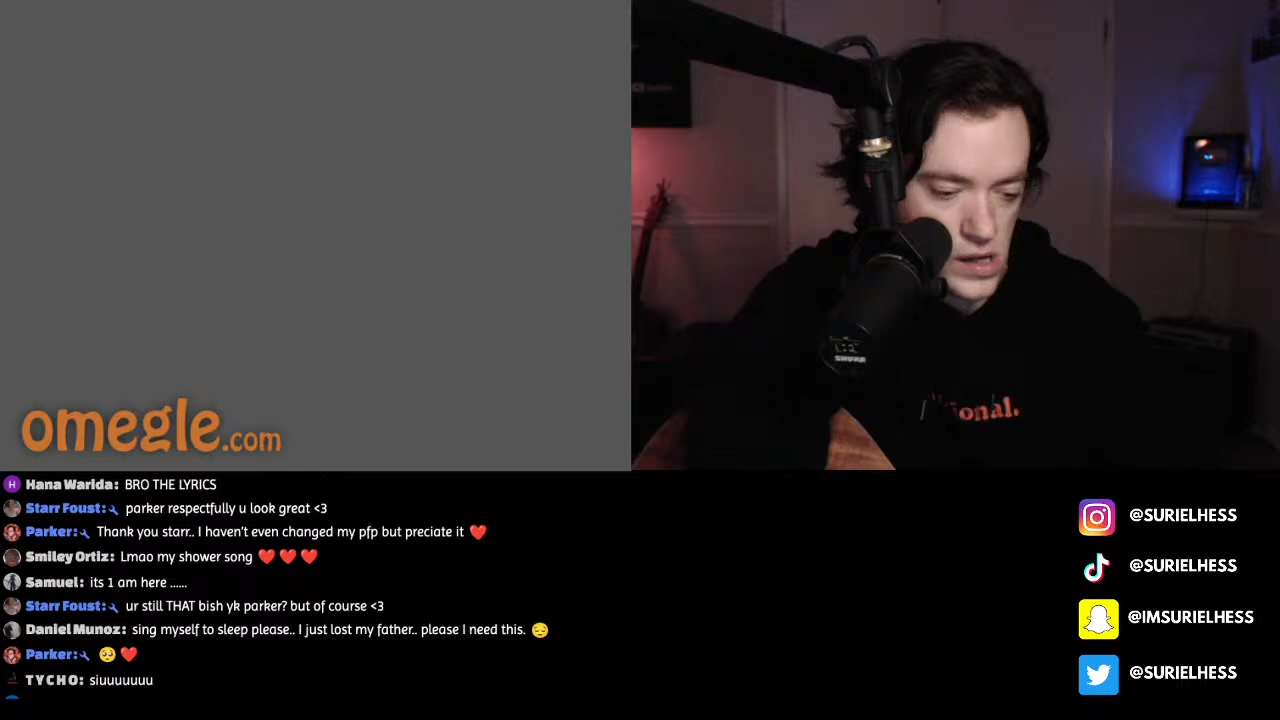 omegle.com
SHURE
ional.
Hana Warida: BRO THE LYRICS
Starr Foust: parker respectfully u look great <3
Parker: Thank you starr.. I haven't even changed my pfp but preciate it ❤️
Smiley Ortiz: Lmao my shower song ❤️ ❤️ ❤️
Samuel: its 1 am here ......
Starr Foust: ur still THAT bish yk parker? but of course <3
Daniel Munoz: sing myself to sleep please.. I just lost my father.. please I need this. 😔
Parker: 🥺 ❤️
TYCHO: siuuuuuuu
@SURIELHESS
@SURIELHESS
@IMSURIELHESS
@SURIELHESS